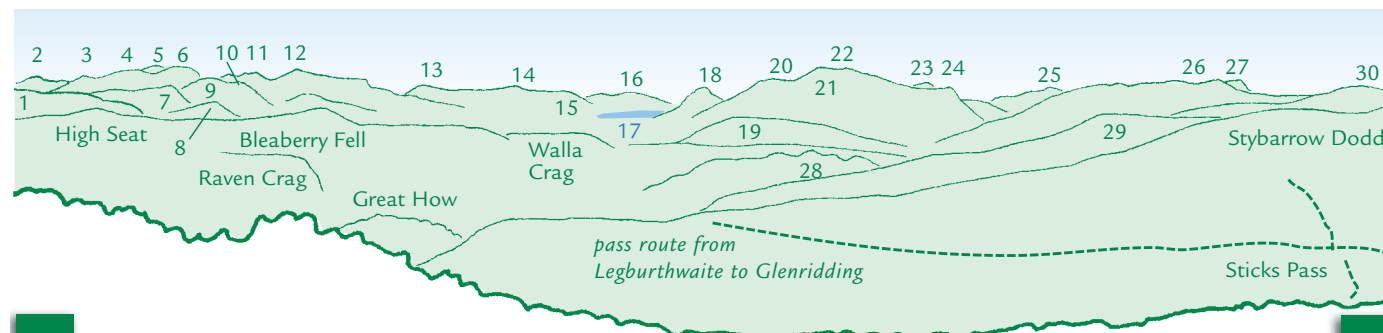 2 3 4 5 6 10 11 12 13 14 15 16 17 18 19 20 21 22 23 24 25 26 27 30
1 7 8 9 28 29
High Seat
Bleaberry Fell
Raven Crag
Great How
Walla
Crag
Stybarrow Dodd
pass route from
Legburthwaite to Glenridding
Sticks Pass